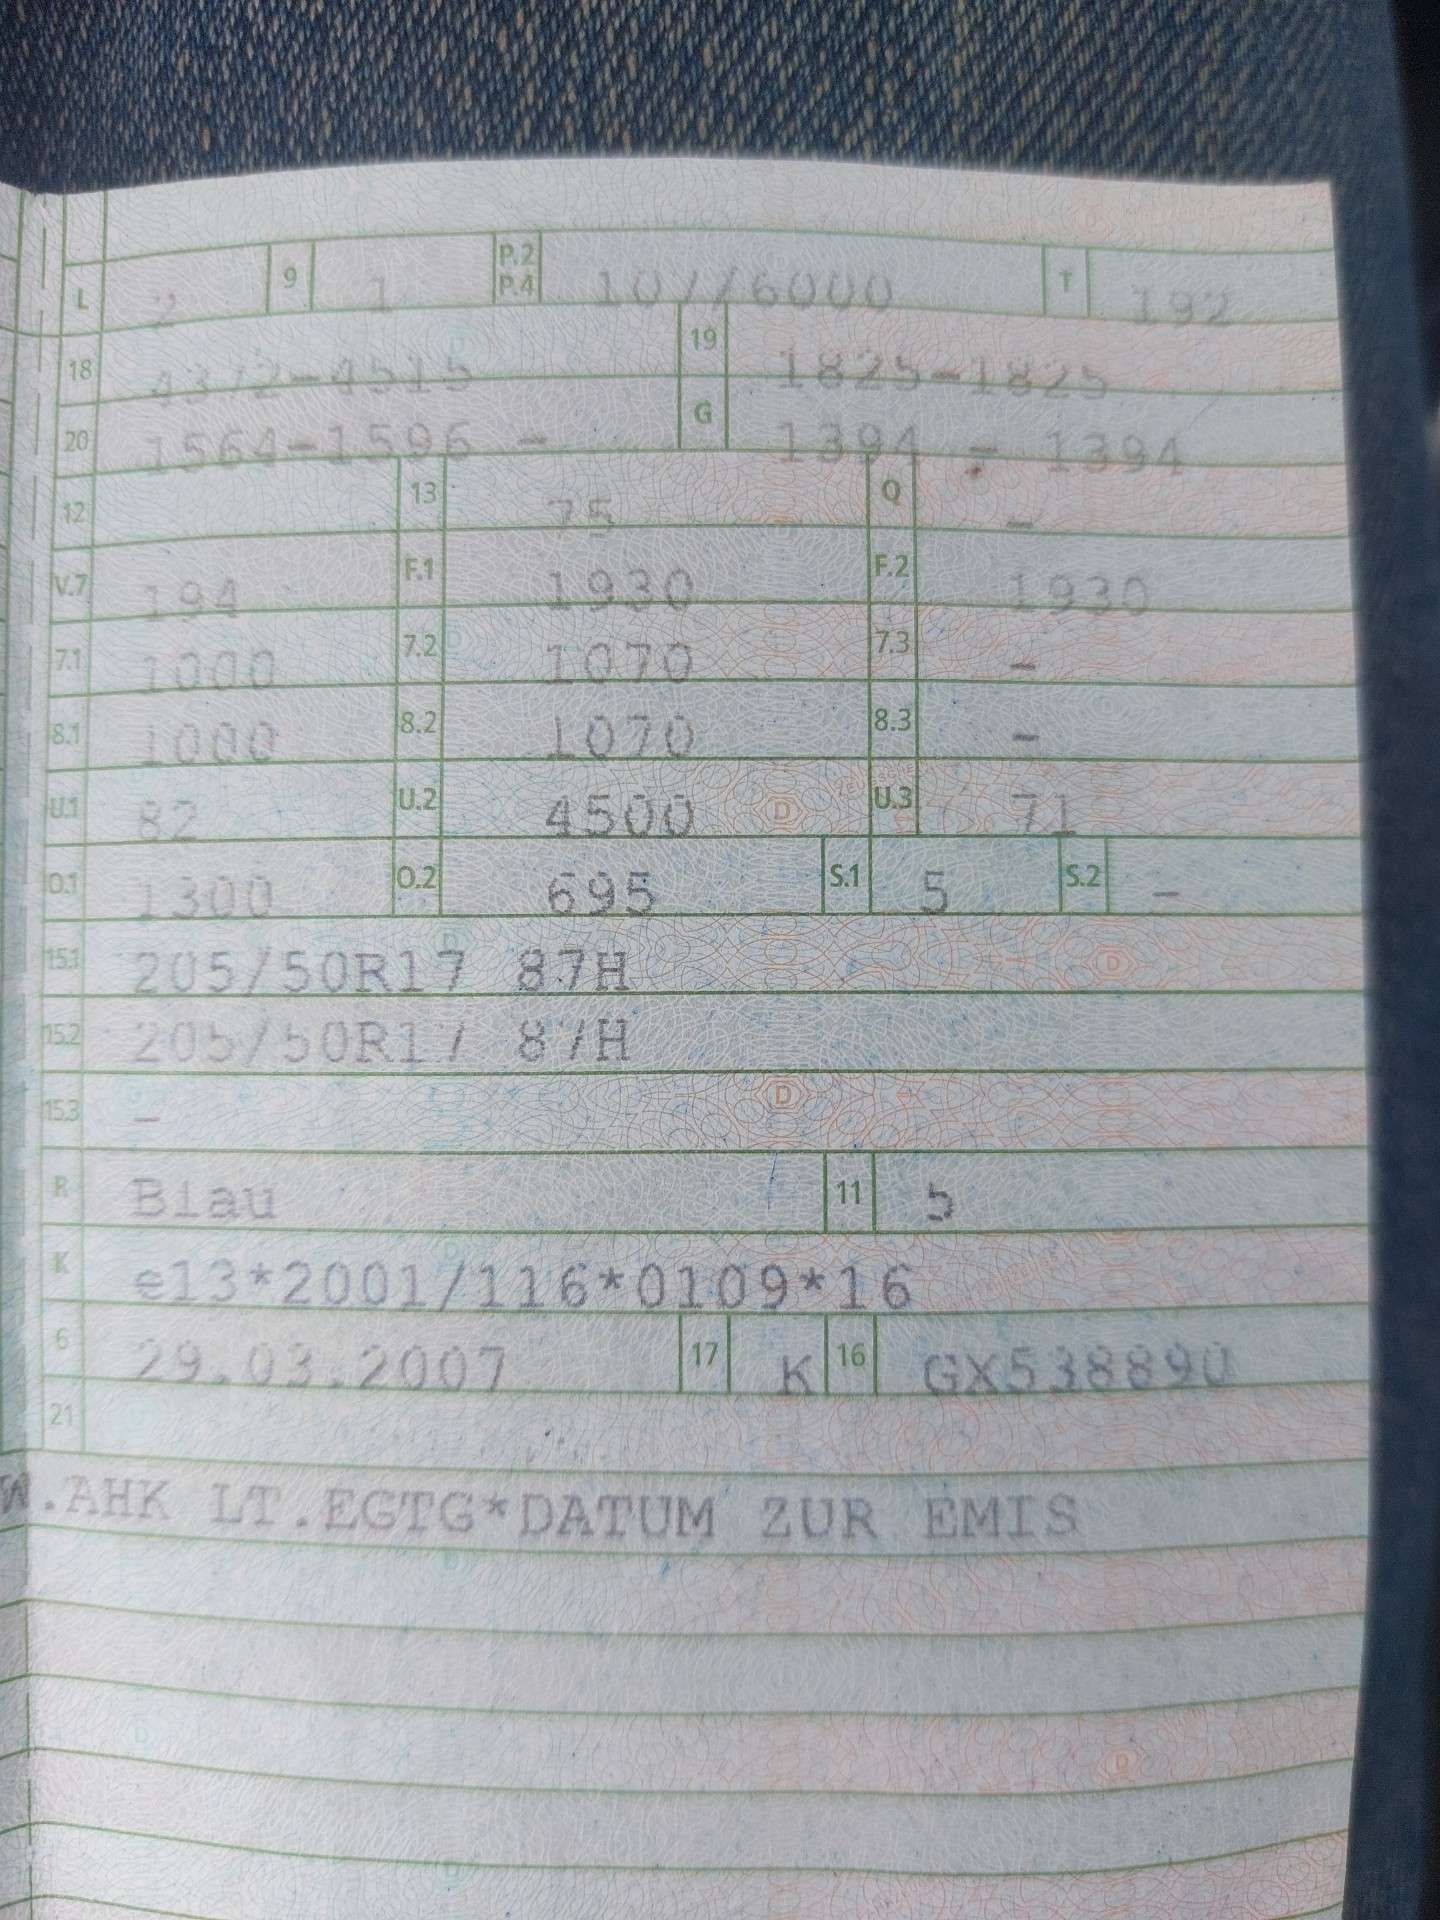 L 2 9 1 P.2 P.4 107/6000 T 192
18 4372-4515 19 1825-1825
20 1564-1596 - G 1394 - 1394
12 13 75 Q -
V.7 194 F.1 1930 F.2 1930
7.1 1000 7.2 1070 7.3 -
8.1 1000 8.2 1070 8.3 -
U.1 82 U.2 4500 U.3 71
O.1 1300 O.2 695 S.1 5 S.2 -
15.1 205/50R17 87H
15.2 205/50R17 87H
15.3 -
R Blau 11 5
K e13*2001/116*0109*16
6 29.03.2007 17 K 16 GX538890
21
W.AHK LT.EGTG*DATUM ZUR EMIS